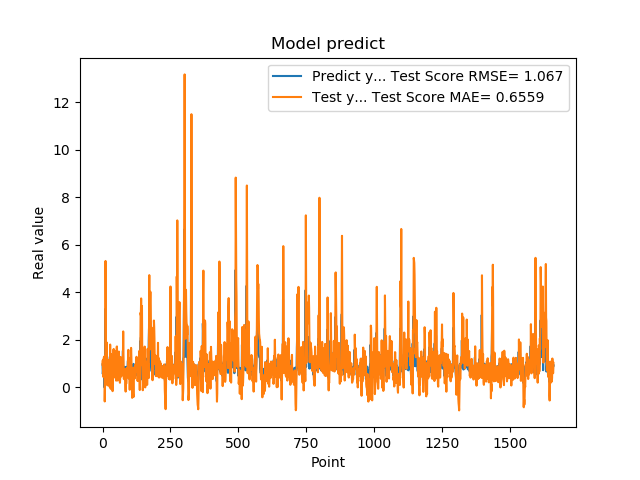 Model predict
Predict y... Test Score RMSE= 1.067
Test y... Test Score MAE= 0.6559
Real value
12
10
8
6
4
2
0
0 250 500 750 1000 1250 1500
Point